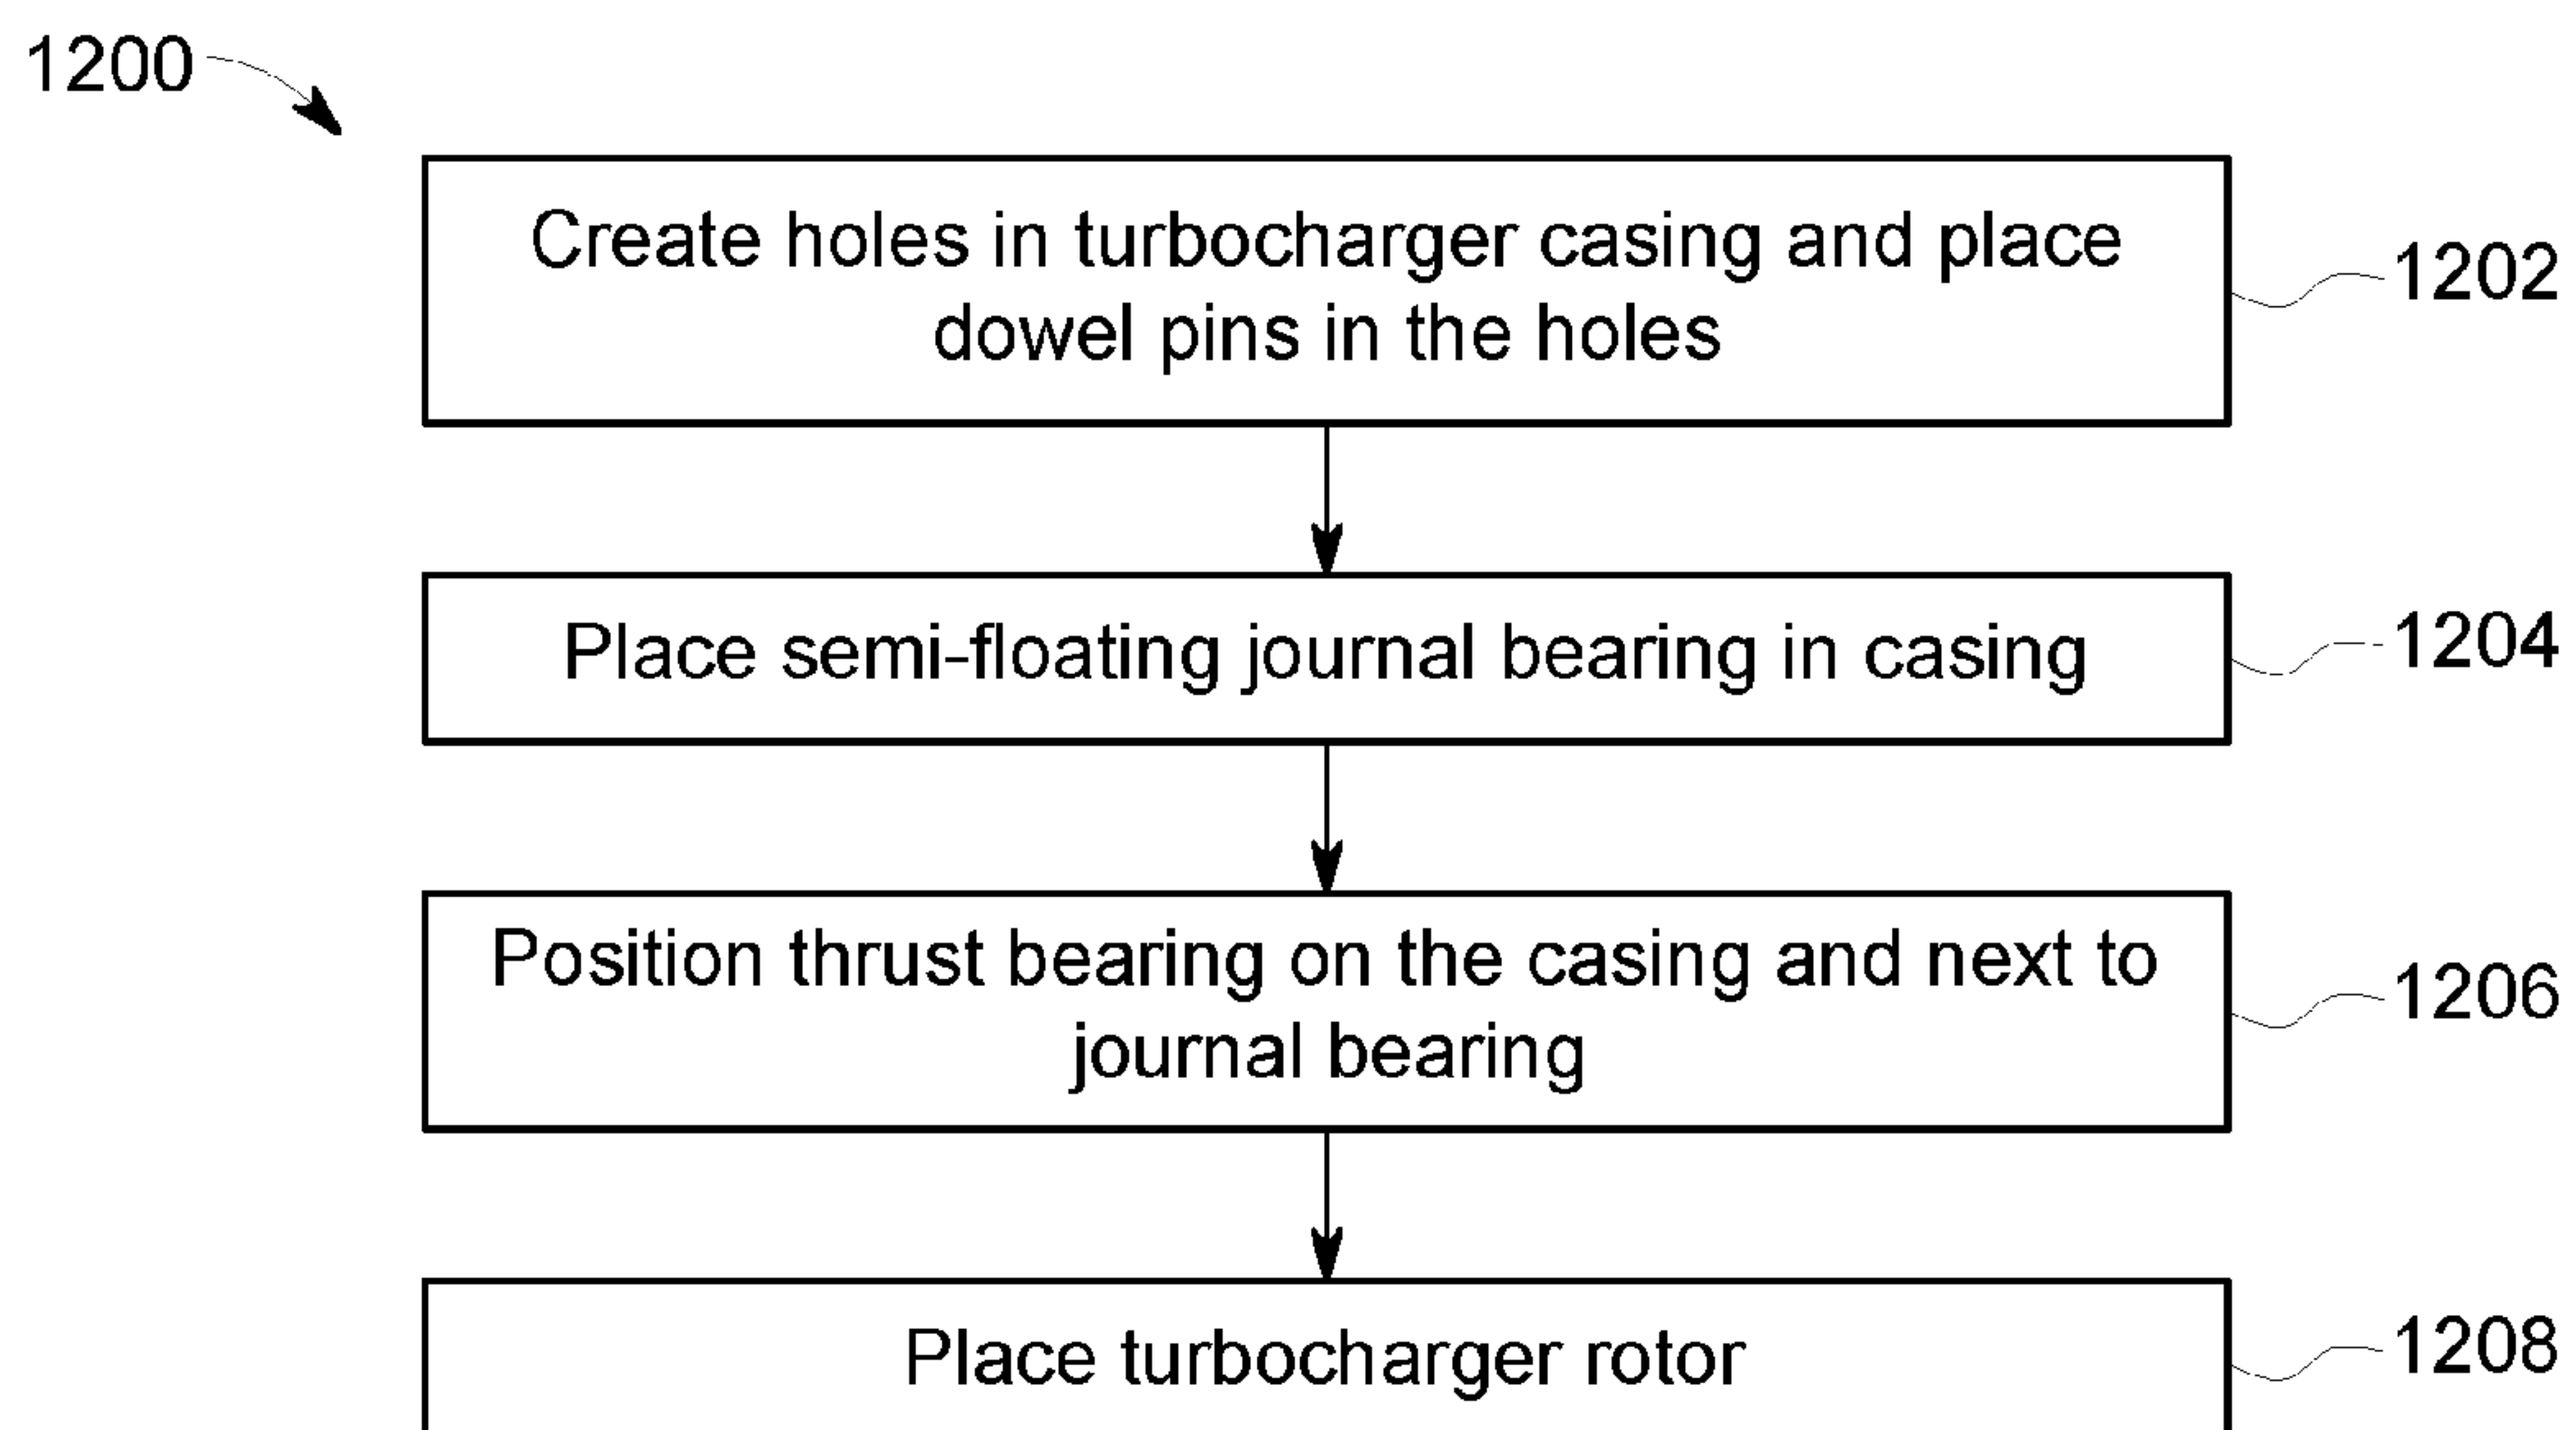 1200
Create holes in turbocharger casing and place
dowel pins in the holes
1202
Place semi-floating journal bearing in casing
1204
Position thrust bearing on the casing and next to
journal bearing
1206
Place turbocharger rotor
1208